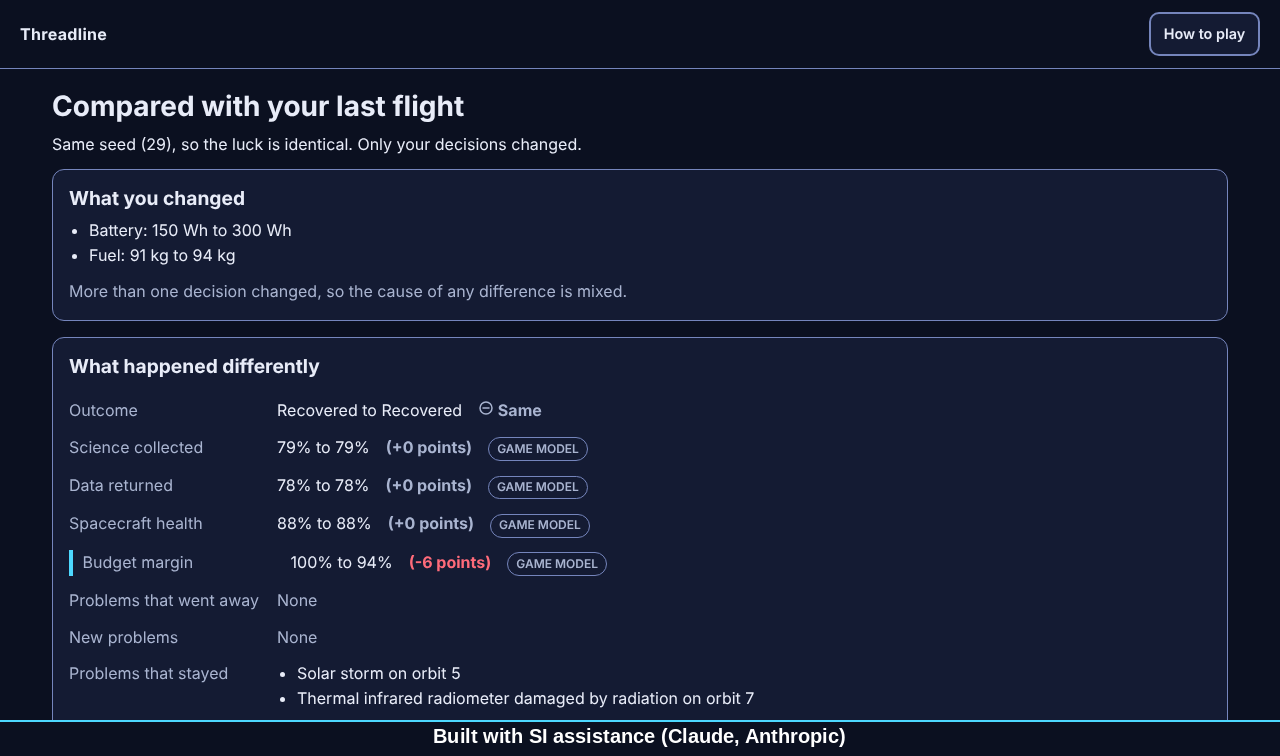 Threadline
How to play
Compared with your last flight
Same seed (29), so the luck is identical. Only your decisions changed.
What you changed
• Battery: 150 Wh to 300 Wh
• Fuel: 91 kg to 94 kg
More than one decision changed, so the cause of any difference is mixed.
What happened differently
Outcome Recovered to Recovered Same
Science collected 79% to 79% (+0 points) GAME MODEL
Data returned 78% to 78% (+0 points) GAME MODEL
Spacecraft health 88% to 88% (+0 points) GAME MODEL
Budget margin 100% to 94% (-6 points) GAME MODEL
Problems that went away None
New problems None
Problems that stayed • Solar storm on orbit 5
• Thermal infrared radiometer damaged by radiation on orbit 7
Built with SI assistance (Claude, Anthropic)